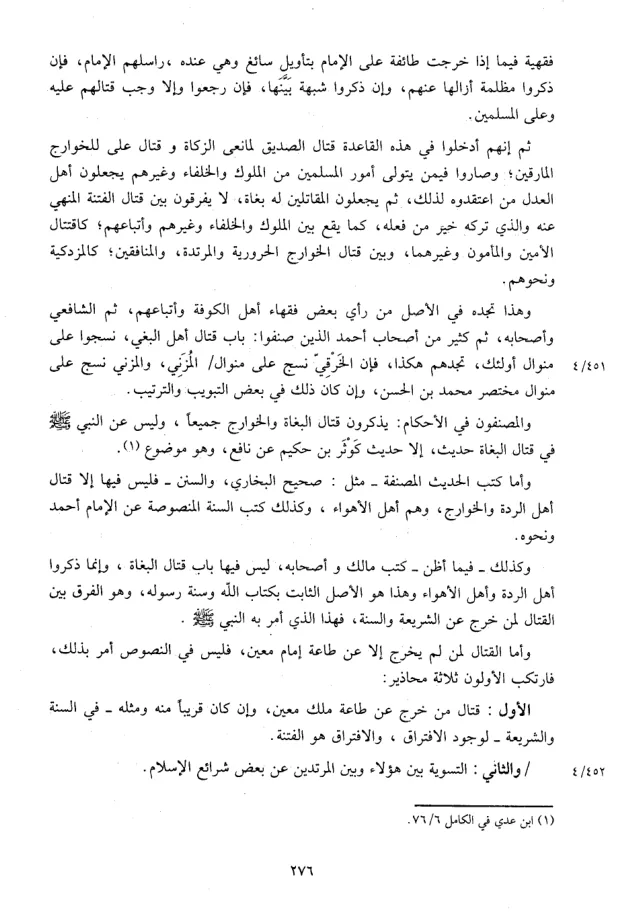 فقهية فيما إذا خرجت طائفة على الإمام بتأويل سائغ وهي عنده ،راسلهم الإمام، فإن
ذكروا مظلمة أزالها عنهم، وإن ذكروا شبهة بَيَّنَها، فإن رجعوا وإلا وجب قتالهم عليه
وعلى المسلمين.
ثم إنهم أدخلوا في هذه القاعدة قتال الصديق لمانعى الزكاة و قتال على للخوارج
المارقين؛ وصاروا فيمن يتولى أمور المسلمين من الملوك والخلفاء وغيرهم يجعلون أهل
العدل من اعتقدوه لذلك، ثم يجعلون المقاتلين له بغاة، لا يفرقون بين قتال الفتنة المنهي
عنه والذي تركه خير من فعله، كما يقع بين الملوك والخلفاء وغيرهم وأتباعهم؛ كاقتتال
الأمين والمأمون وغيرهما، وبين قتال الخوارج الحرورية والمرتدة، والمنافقين؛ كالمزدكية
ونحوهم.
وهذا تجده في الأصل من رأي بعض فقهاء أهل الكوفة وأتباعهم، ثم الشافعي
وأصحابه، ثم كثير من أصحاب أحمد الذين صنفوا: باب قتال أهل البغي، نسجوا على
منوال أولئك، تجدهم هكذا، فإن الخَرَقِيّ نسج على منوال/ المُزَنِي، والمزني نسج على ٤/٤٥١
منوال مختصر محمد بن الحسن، وإن كان ذلك في بعض التبويب والترتيب.
والمصنفون في الأحكام: يذكرون قتال البغاة والخوارج جميعاً ، وليس عن النبي ﷺ
في قتال البغاة حديث، إلا حديث كَوْثَر بن حكيم عن نافع، وهو موضوع (١).
وأما كتب الحديث المصنفة ـ مثل : صحيح البخاري، والسنن ـ فليس فيها إلا قتال
أهل الردة والخوارج، وهم أهل الأهواء ، وكذلك كتب السنة المنصوصة عن الإمام أحمد
ونحوه.
وكذلك ـ فيما أظن ـ كتب مالك و أصحابه، ليس فيها باب قتال البغاة ، وإنما ذكروا
أهل الردة وأهل الأهواء وهذا هو الأصل الثابت بكتاب الله وسنة رسوله، وهو الفرق بين
القتال لمن خرج عن الشريعة والسنة، فهذا الذي أمر به النبي ﷺ .
وأما القتال لمن لم يخرج إلا عن طاعة إمام معين، فليس في النصوص أمر بذلك،
فارتكب الأولون ثلاثة محاذير:
الأول : قتال من خرج عن طاعة ملك معين، وإن كان قريباً منه ومثله ـ في السنة
والشريعة ـ لوجود الافتراق ، والافتراق هو الفتنة.
/ والثاني : التسوية بين هؤلاء وبين المرتدين عن بعض شرائع الإسلام. ٤/٤٥٢
(١) ابن عدي في الكامل ٧٦/٦.
٢٧٦